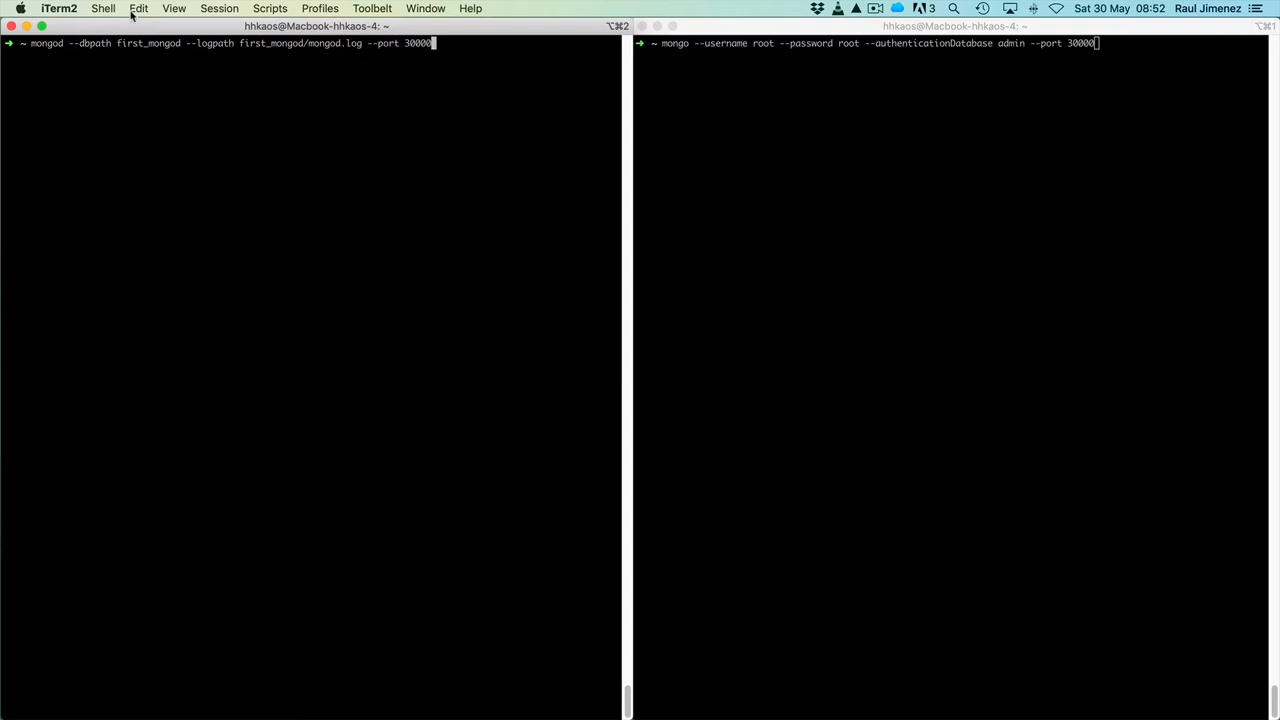 iTerm2 Shell Edit View Session Scripts Profiles Toolbelt Window Help 3 Sat 30 May 08:52 Raul Jimenez
hhkaos@Macbook-hhkaos-4: ~ ⌥⌘2
➜ ~ mongod --dbpath first_mongod --logpath first_mongod/mongod.log --port 30000
hhkaos@Macbook-hhkaos-4: ~ ⌥⌘1
➜ ~ mongo --username root --password root --authenticationDatabase admin --port 30000